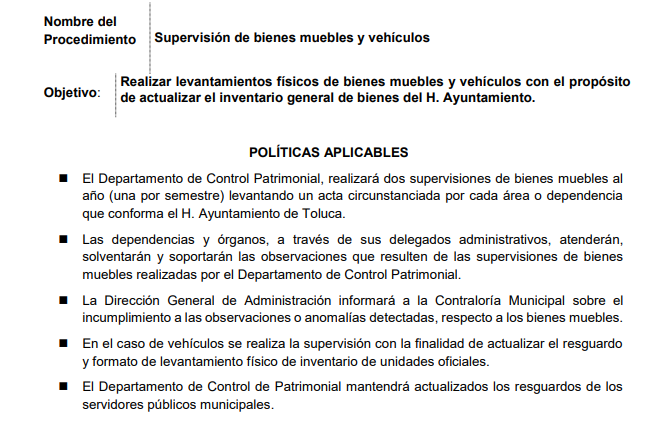 Nombre del
Procedimiento
Supervisión de bienes muebles y vehículos
Objetivo:
Realizar levantamientos físicos de bienes muebles y vehículos con el propósito
de actualizar el inventario general de bienes del H. Ayuntamiento.
POLÍTICAS APLICABLES
■ El Departamento de Control Patrimonial, realizará dos supervisiones de bienes muebles al
año (una por semestre) levantando un acta circunstanciada por cada área o dependencia
que conforma el H. Ayuntamiento de Toluca.
■ Las dependencias y órganos, a través de sus delegados administrativos, atenderán,
solventarán y soportarán las observaciones que resulten de las supervisiones de bienes
muebles realizadas por el Departamento de Control Patrimonial.
■ La Dirección General de Administración informará a la Contraloría Municipal sobre el
incumplimiento a las observaciones o anomalías detectadas, respecto a los bienes muebles.
■ En el caso de vehículos se realiza la supervisión con la finalidad de actualizar el resguardo
y formato de levantamiento físico de inventario de unidades oficiales.
■ El Departamento de Control de Patrimonial mantendrá actualizados los resguardos de los
servidores públicos municipales.